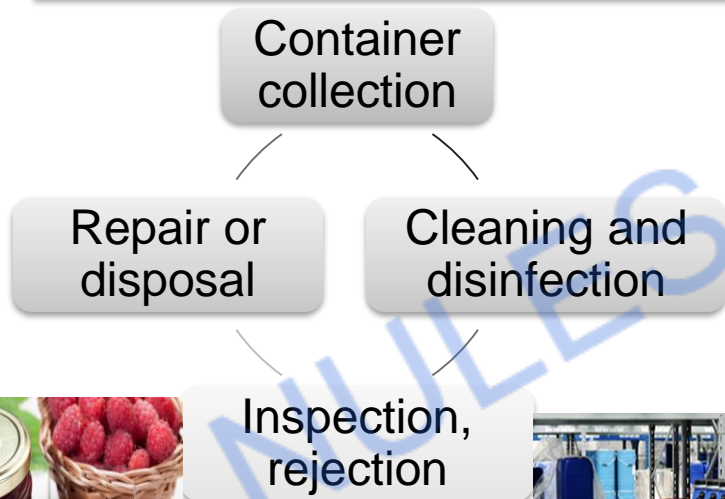 Container
collection
Repair or
disposal
Cleaning and
disinfection
Inspection,
rejection
NULES